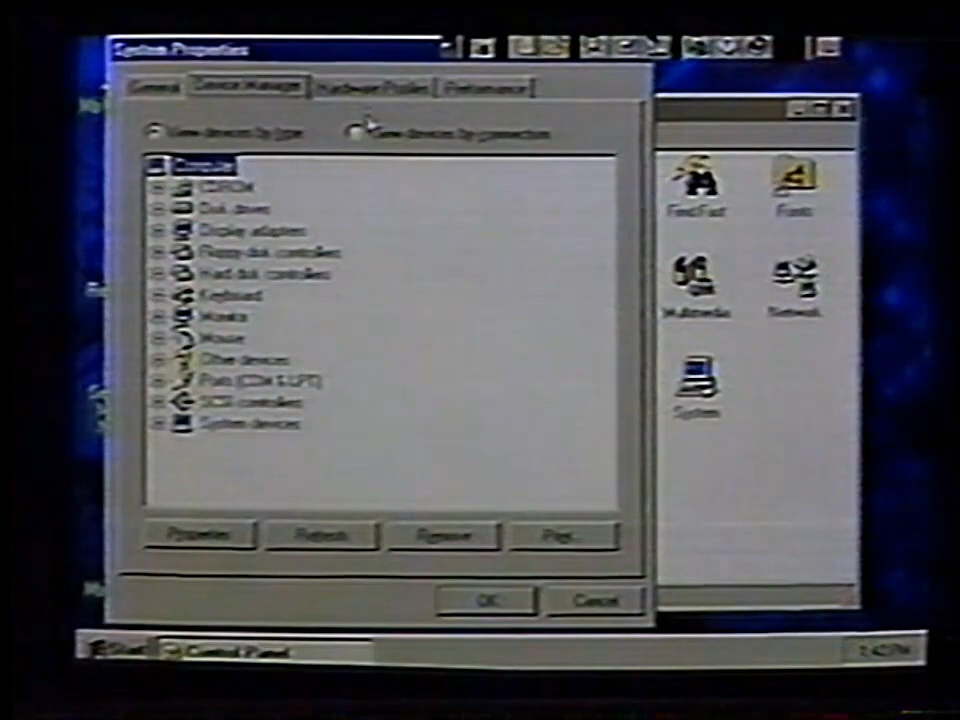 System Properties
General Device Manager Hardware Profiles Performance
View devices by type View devices by connection
Computer
CDROM
Disk drives
Display adapters
Floppy disk controllers
Hard disk controllers
Keyboard
Monitor
Mouse
Other devices
Ports (COM & LPT)
SCSI controllers
System devices
Properties Refresh Remove Print...
OK Cancel
Find Fast Fonts
Multimedia Network
System
Start Control Panel